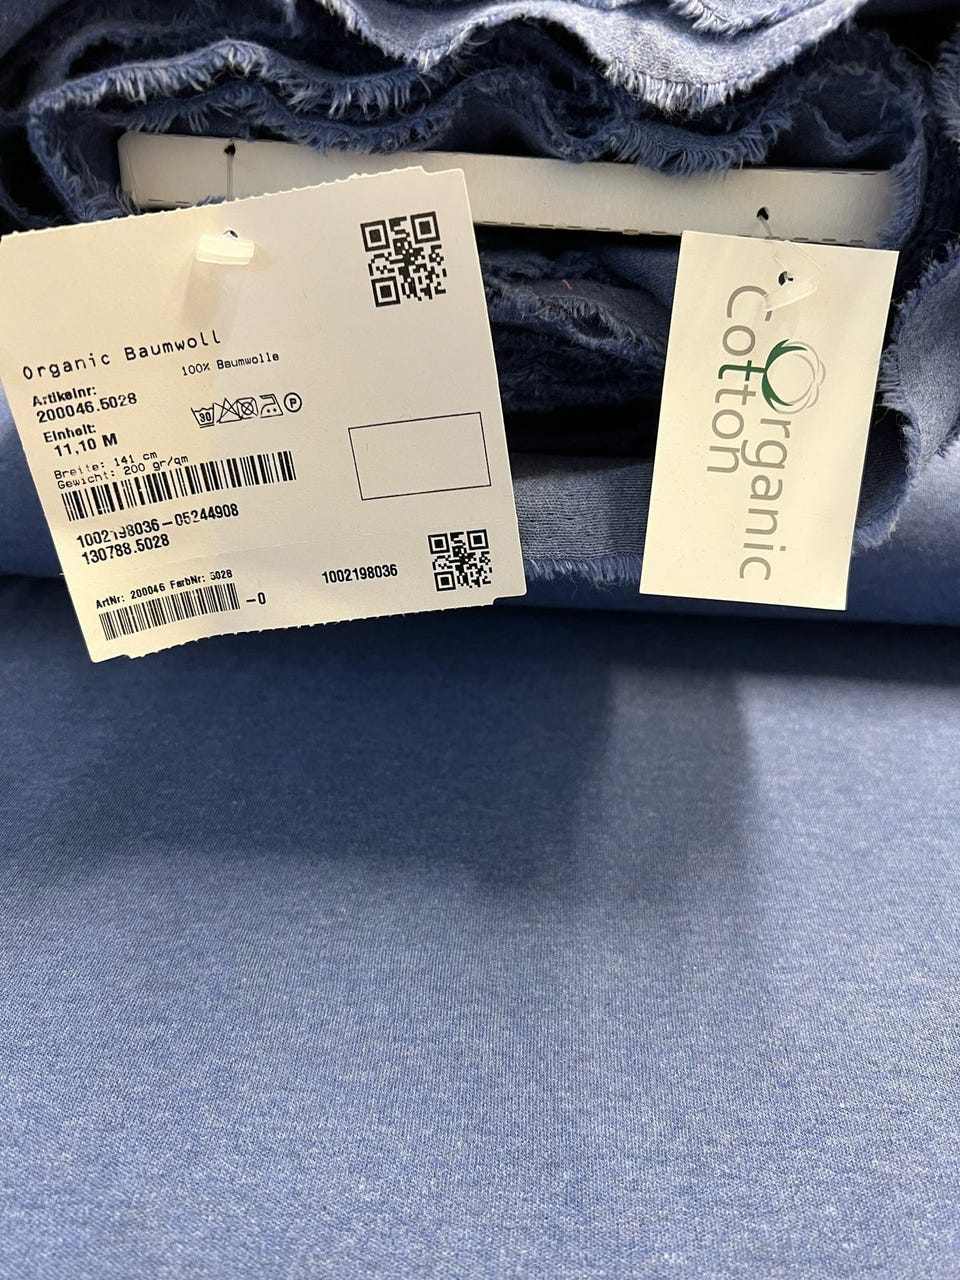 Organic Baumwoll
100% Baumwolle
Artikelnr:
200046.5028
Einheit:
11,10 M
Breite: 141 cm
Gewicht: 200 gr/qm
30
P
1002198036-05244908
130788.5028
ArtNr: 200046 FarbNr: 5028
-0
1002198036
Organic
Cotton